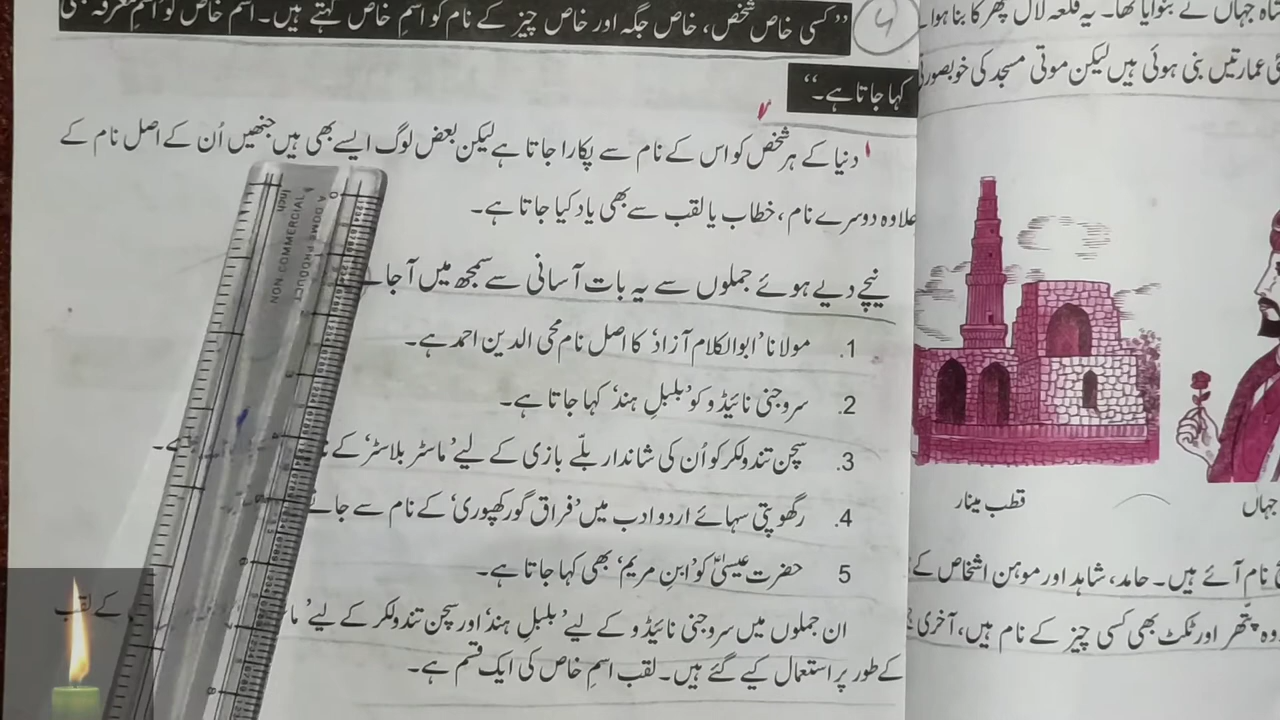 ”کسی خاص شخص، خاص جگہ اور خاص چیز کے نام کو اسمِ خاص کہتے ہیں۔ اسمِ خاص کو اسمِ معرفہ بھی
کہا جاتا ہے۔“
دنیا کے ہر شخص کو اس کے نام سے پکارا جاتا ہے لیکن بعض لوگ ایسے بھی ہیں جنھیں اُن کے اصل نام کے
علاوہ دوسرے نام، خطاب یا لقب سے بھی یاد کیا جاتا ہے۔
نیچے دیے ہوئے جملوں سے یہ بات آسانی سے سمجھ میں آ جا
1. مولانا ’ابوالکلام آزاد‘ کا اصل نام محی الدین احمد ہے۔
2. سروجنی نائیڈو کو ’بلبلِ ہند‘ کہا جاتا ہے۔
3. سچن تندولکر کو اُن کی شاندار بلّے بازی کے لیے ’ماسٹر بلاسٹر‘ کے
4. رگھوپتی سہائے اردو ادب میں ’فراق گورکھپوری‘ کے نام سے جانے
5 حضرت عیسیٰؑ کو ’ابنِ مریم‘ بھی کہا جاتا ہے۔
ان جملوں میں سروجنی نائیڈو کے لیے ’بلبلِ ہند‘ اور سچن تندولکر کے لیے ’ما کے لقب
کے طور پر استعمال کیے گئے ہیں۔ لقب اسمِ خاص کی ایک قسم ہے۔
inch
NON COMMERCIAL
A DOMS PRODUCT
شاہ جہاں نے بنوایا تھا۔ یہ قلعہ لال پتھر کا بنا ہوا
عمارتیں بنی ہوئی ہیں لیکن موتی مسجد کی خوبصورتی
قطب مینار
جہاں
نام آئے ہیں۔ حامد، شاہد اور موہن اشخاص کے
وہ پتھر اور ٹکٹ بھی کسی چیز کے نام ہیں، آخری